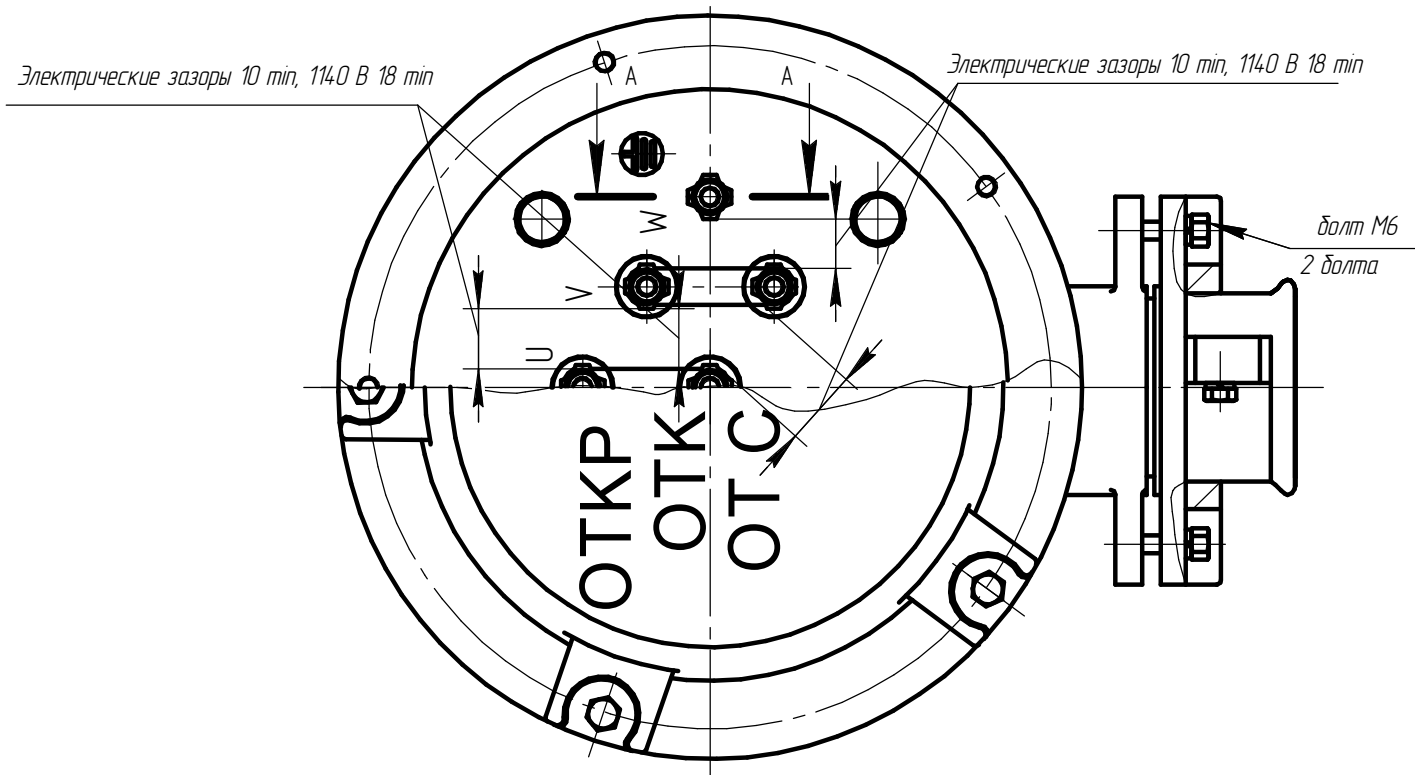 Электрические зазоры 10 min, 1140 В 18 min
Электрические зазоры 10 min, 1140 В 18 min
А А
W
V
U
болт М6
2 болта
ОТКР
ОТК
ОТ С